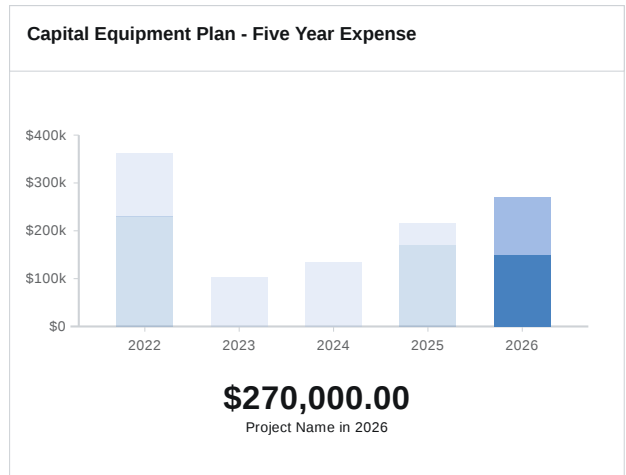 Capital Equipment Plan - Five Year Expense
$400k
$300k
$200k
$100k
$0
2022 2023 2024 2025 2026
$270,000.00
Project Name in 2026